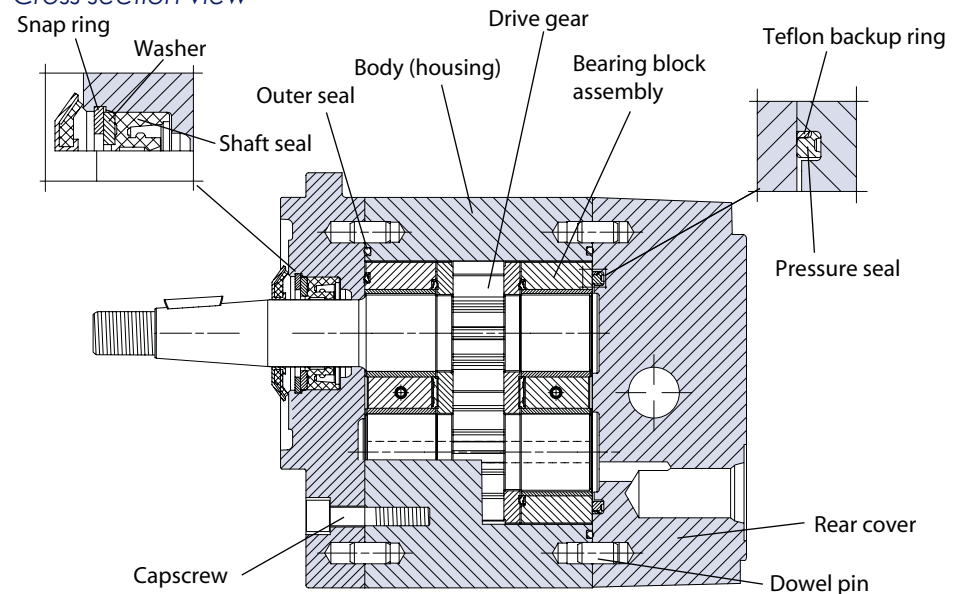 Cross section view
Snap ring
Washer
Drive gear
Teflon backup ring
Body (housing)
Bearing block
assembly
Outer seal
Shaft seal
Pressure seal
Rear cover
Capscrew
Dowel pin